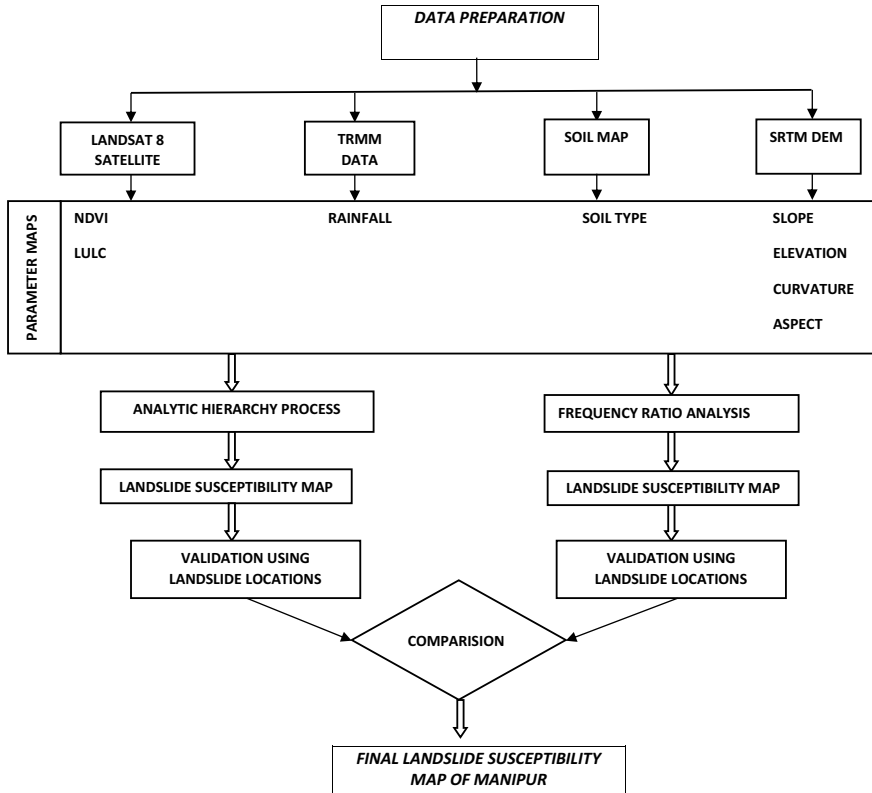 DATA PREPARATION
LANDSAT 8
SATELLITE
TRMM
DATA
SOIL MAP
SRTM DEM
PARAMETER MAPS
NDVI
LULC
RAINFALL
SOIL TYPE
SLOPE
ELEVATION
CURVATURE
ASPECT
ANALYTIC HIERARCHY PROCESS
FREQUENCY RATIO ANALYSIS
LANDSLIDE SUSCEPTIBILITY MAP
LANDSLIDE SUSCEPTIBILITY MAP
VALIDATION USING
LANDSLIDE LOCATIONS
VALIDATION USING
LANDSLIDE LOCATIONS
COMPARISION
FINAL LANDSLIDE SUSCEPTIBILITY
MAP OF MANIPUR